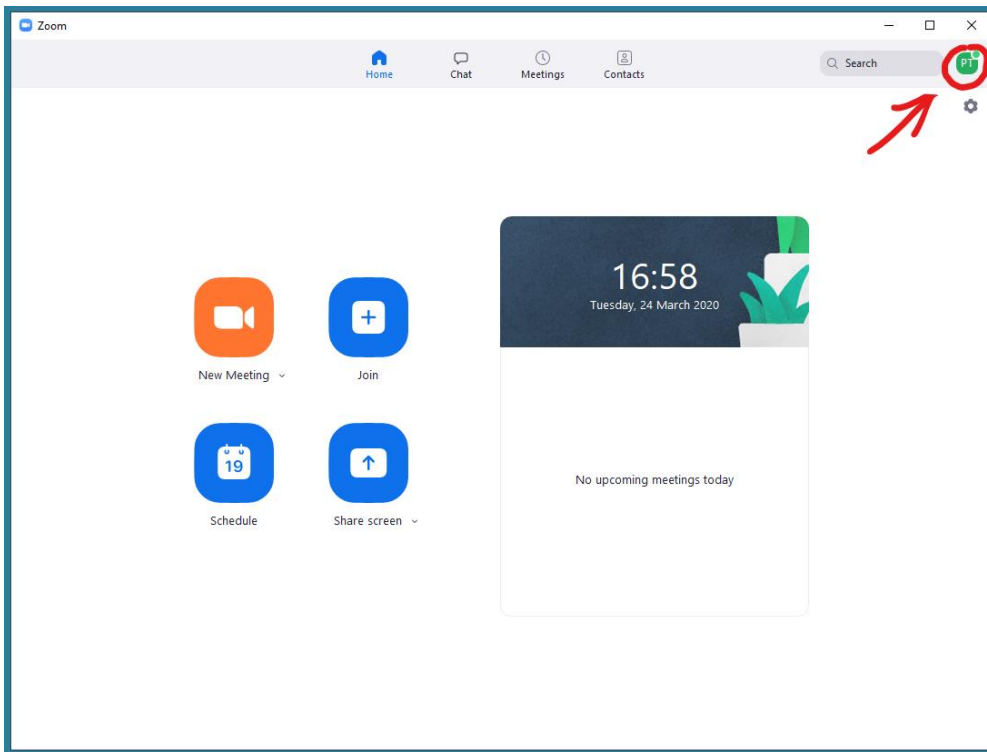 Zoom
Home Chat Meetings Contacts
Search
PT
16:58
Tuesday, 24 March 2020
New Meeting
Join
19
Schedule
Share screen
No upcoming meetings today